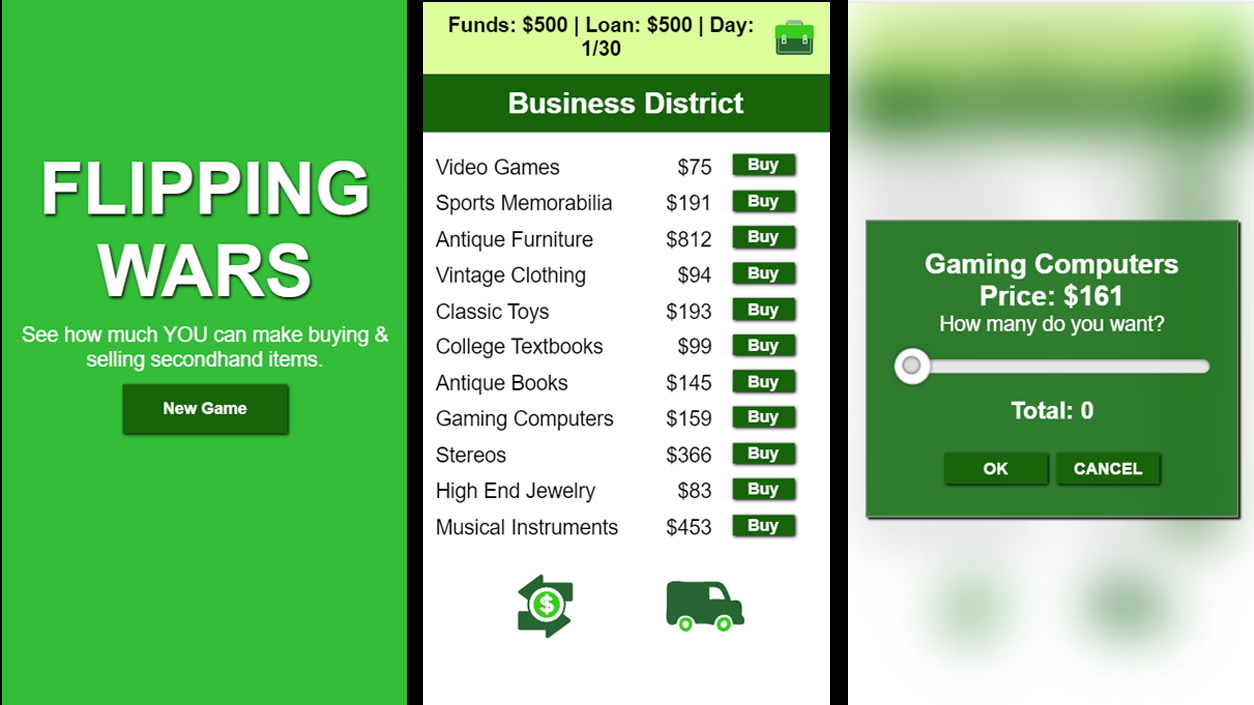 FLIPPING
WARS
See how much YOU can make buying &
selling secondhand items.
New Game
Funds: $500 | Loan: $500 | Day:
1/30
Business District
Video Games $75 Buy
Sports Memorabilia $191 Buy
Antique Furniture $812 Buy
Vintage Clothing $94 Buy
Classic Toys $193 Buy
College Textbooks $99 Buy
Antique Books $145 Buy
Gaming Computers $159 Buy
Stereos $366 Buy
High End Jewelry $83 Buy
Musical Instruments $453 Buy
$
Gaming Computers
Price: $161
How many do you want?
Total: 0
OK CANCEL